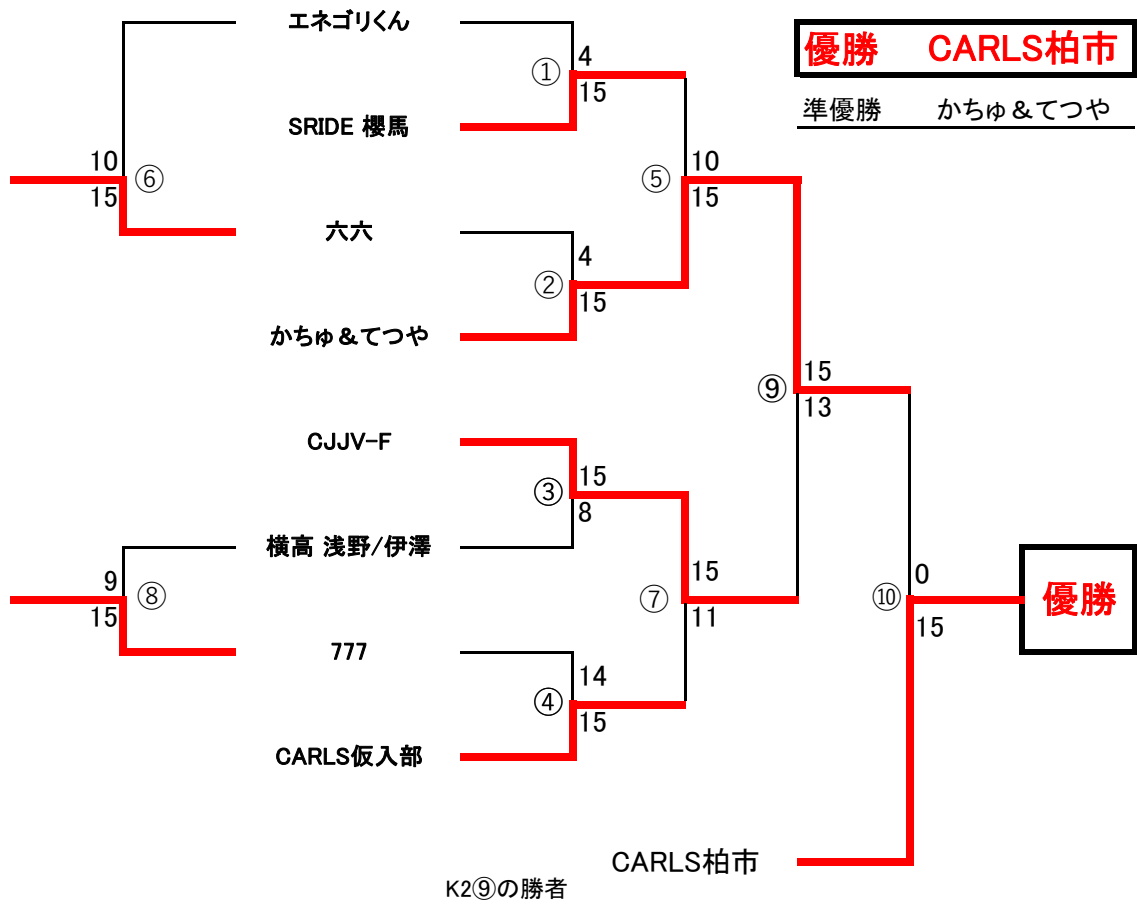 エネゴリくん
優勝 CARLS柏市
準優勝 かちゅ&てつや
① 4
15
SRIDE 櫻馬
10
15 ⑥
⑤ 10
15
六六
② 4
15
かちゅ&てつや
⑨ 15
13
CJJV-F
③ 15
8
横高 浅野/伊澤
9
15 ⑧
⑦ 15
11
⑩ 0
15
優勝
777
④ 14
15
CARLS仮入部
CARLS柏市
K2⑨の勝者